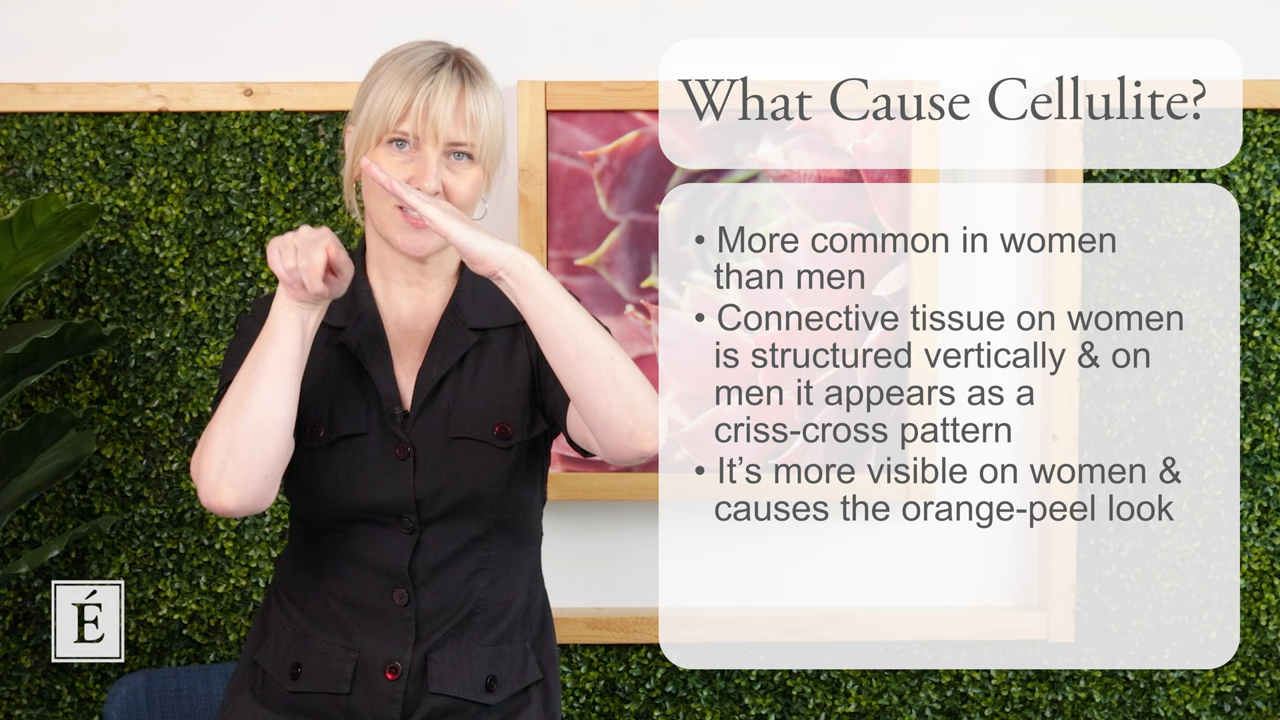 What Cause Cellulite?
• More common in women
than men
• Connective tissue on women
is structured vertically & on
men it appears as a
criss-cross pattern
• It’s more visible on women &
causes the orange-peel look
É